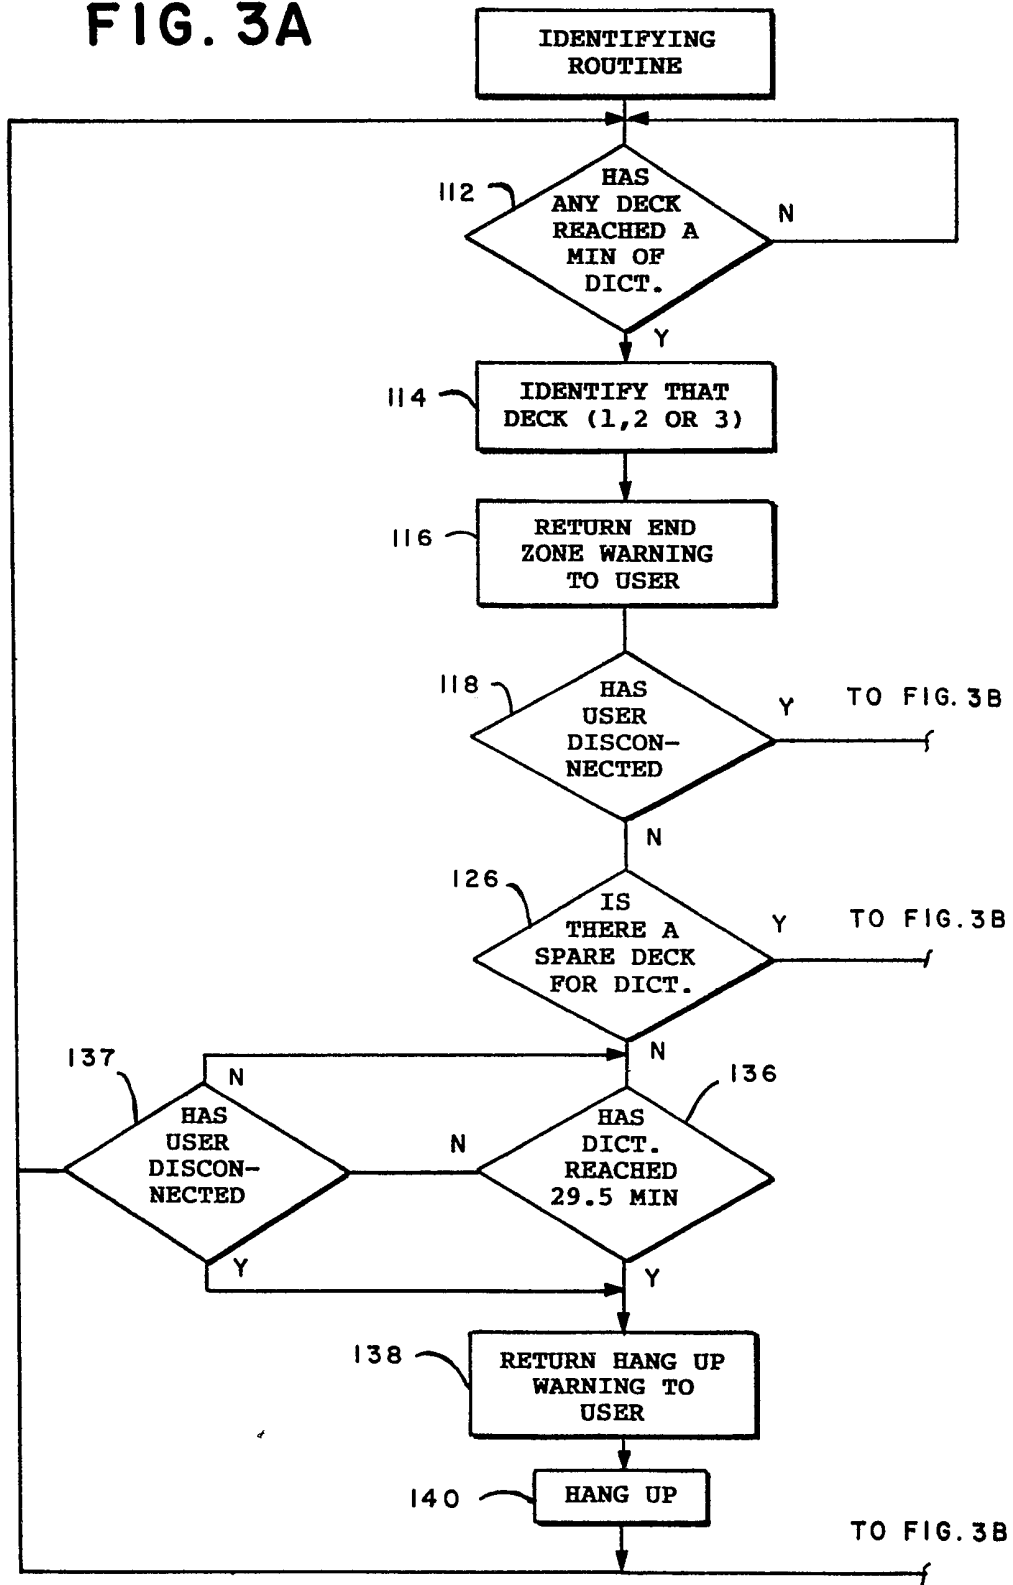 FIG. 3A
IDENTIFYING
ROUTINE
112
HAS
ANY DECK
REACHED A
MIN OF
DICT.
N
Y
114
IDENTIFY THAT
DECK (1,2 OR 3)
116
RETURN END
ZONE WARNING
TO USER
118
HAS
USER
DISCON-
NECTED
Y
TO FIG. 3B
N
126
IS
THERE A
SPARE DECK
FOR DICT.
Y
TO FIG. 3B
N
137
N
HAS
USER
DISCON-
NECTED
Y
N
136
HAS
DICT.
REACHED
29.5 MIN
Y
138
RETURN HANG UP
WARNING TO
USER
140
HANG UP
TO FIG. 3B